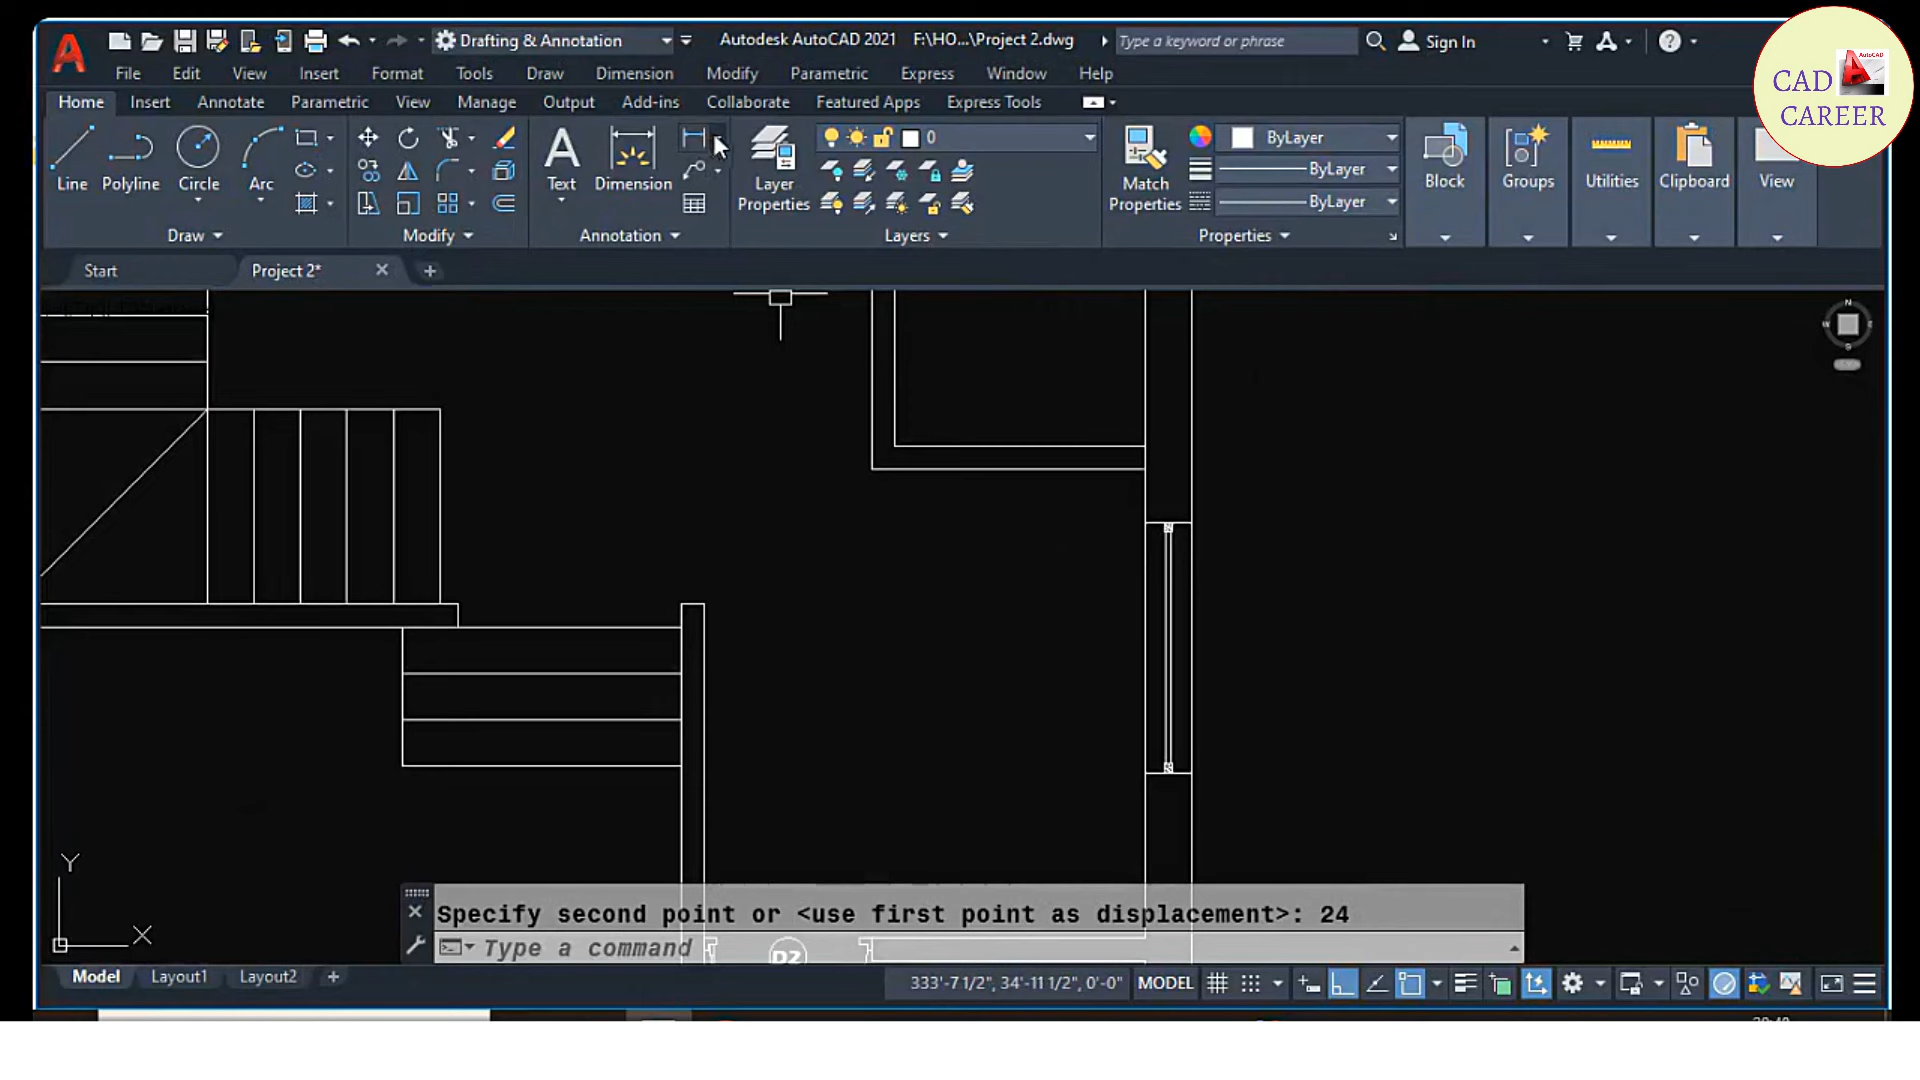 Drafting & Annotation
Autodesk AutoCAD 2021 F:\HO...\Project 2.dwg
Type a keyword or phrase
Sign In
File Edit View Insert Format Tools Draw Dimension Modify Parametric Express Window Help
Home Insert Annotate Parametric View Manage Output Add-ins Collaborate Featured Apps Express Tools
CAD
CAREER
0
ByLayer
ByLayer
ByLayer
Line Polyline Circle Arc
Text Dimension
Layer
Properties
Match
Properties
Block Groups Utilities Clipboard View
Draw Modify Annotation Layers Properties
Start Project 2*
N
Y
X
Specify second point or <use first point as displacement>: 24
Type a command
D2
Model Layout1 Layout2
333'-7 1/2", 34'-11 1/2", 0'-0" MODEL